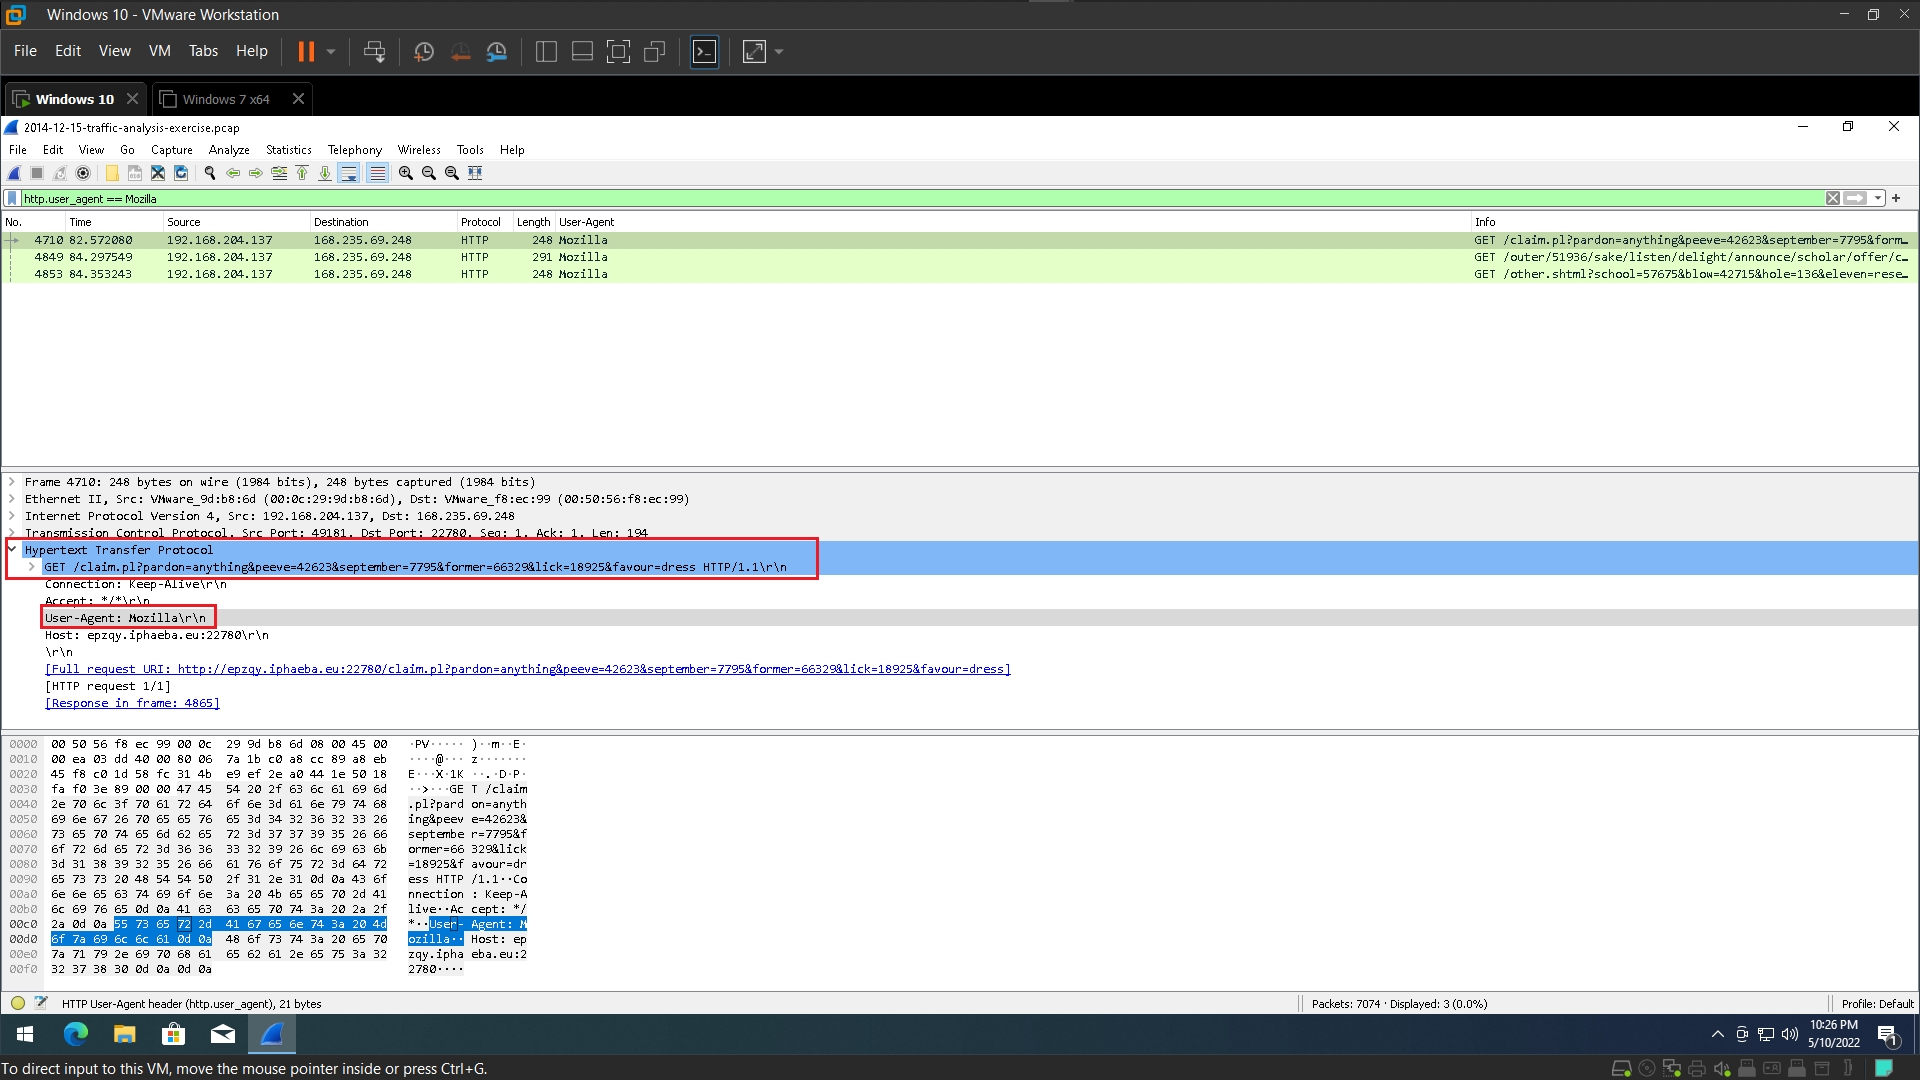 Windows 10 - VMware Workstation
File Edit View VM Tabs Help
Windows 10 Windows 7 x64
2014-12-15-traffic-analysis-exercise.pcap
File Edit View Go Capture Analyze Statistics Telephony Wireless Tools Help
http.user_agent == Mozilla
No. Time Source Destination Protocol Length User-Agent Info
4710 82.572080 192.168.204.137 168.235.69.248 HTTP 248 Mozilla GET /claim.pl?pardon=anything&peeve=42623&september=7795&form…
4849 84.297549 192.168.204.137 168.235.69.248 HTTP 291 Mozilla GET /outer/51936/sake/listen/delight/announce/scholar/offer/c…
4853 84.353243 192.168.204.137 168.235.69.248 HTTP 248 Mozilla GET /other.shtml?school=57675&blow=42715&hole=136&eleven=rese…
Frame 4710: 248 bytes on wire (1984 bits), 248 bytes captured (1984 bits)
Ethernet II, Src: VMware_9d:b8:6d (00:0c:29:9d:b8:6d), Dst: VMware_f8:ec:99 (00:50:56:f8:ec:99)
Internet Protocol Version 4, Src: 192.168.204.137, Dst: 168.235.69.248
Transmission Control Protocol, Src Port: 49181, Dst Port: 22780, Seq: 1, Ack: 1, Len: 194
Hypertext Transfer Protocol
GET /claim.pl?pardon=anything&peeve=42623&september=7795&former=66329&lick=18925&favour=dress HTTP/1.1\r\n
Connection: Keep-Alive\r\n
Accept: */*\r\n
User-Agent: Mozilla\r\n
Host: epzqy.iphaeba.eu:22780\r\n
\r\n
[Full request URI: http://epzqy.iphaeba.eu:22780/claim.pl?pardon=anything&peeve=42623&september=7795&former=66329&lick=18925&favour=dress]
[HTTP request 1/1]
[Response in frame: 4865]
0000 00 50 56 f8 ec 99 00 0c 29 9d b8 6d 08 00 45 00 ·PV····· )··m··E·
0010 00 ea 03 dd 40 00 80 06 7a 1b c0 a8 cc 89 a8 eb ····@··· z·······
0020 45 f8 c0 1d 58 fc 31 4b e9 ef 2e a0 44 1e 50 18 E···X·1K ··.·D·P·
0030 fa f0 3e 89 00 00 47 45 54 20 2f 63 6c 61 69 6d ··>···GE T /claim
0040 2e 70 6c 3f 70 61 72 64 6f 6e 3d 61 6e 79 74 68 .pl?pard on=anyth
0050 69 6e 67 26 70 65 65 76 65 3d 34 32 36 32 33 26 ing&peev e=42623&
0060 73 65 70 74 65 6d 62 65 72 3d 37 37 39 35 26 66 septembe r=7795&f
0070 6f 72 6d 65 72 3d 36 36 33 32 39 26 6c 69 63 6b ormer=66 329&lick
0080 3d 31 38 39 32 35 26 66 61 76 6f 75 72 3d 64 72 =18925&f avour=dr
0090 65 73 73 20 48 54 54 50 2f 31 2e 31 0d 0a 43 6f ess HTTP /1.1··Co
00a0 6e 6e 65 63 74 69 6f 6e 3a 20 4b 65 65 70 2d 41 nnection : Keep-A
00b0 6c 69 76 65 0d 0a 41 63 63 65 70 74 3a 20 2a 2f live··Ac cept: */
00c0 2a 0d 0a 55 73 65 72 2d 41 67 65 6e 74 3a 20 4d *··User- Agent: M
00d0 6f 7a 69 6c 6c 61 0d 0a 48 6f 73 74 3a 20 65 70 ozilla·· Host: ep
00e0 7a 71 79 2e 69 70 68 61 65 62 61 2e 65 75 3a 32 zqy.ipha eba.eu:2
00f0 32 37 38 30 0d 0a 0d 0a 2780····
HTTP User-Agent header (http.user_agent), 21 bytes Packets: 7074 · Displayed: 3 (0.0%) Profile: Default
10:26 PM
5/10/2022
1
To direct input to this VM, move the mouse pointer inside or press Ctrl+G.